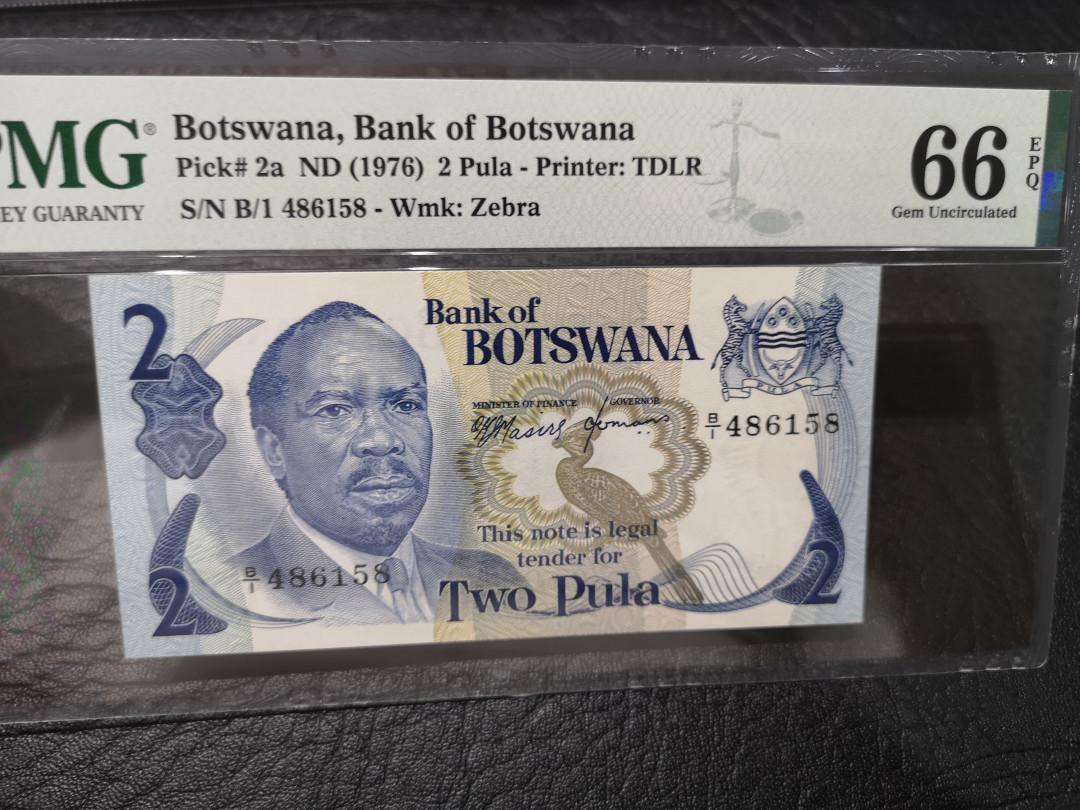 PMG®
EY GUARANTY
Botswana, Bank of Botswana
Pick# 2a ND (1976) 2 Pula - Printer: TDLR
S/N B/1 486158 - Wmk: Zebra
66
EPQ
Gem Uncirculated
2
Bank of
BOTSWANA
PULA
MINISTER OF FINANCE
GOVERNOR
B/1 486158
This note is legal
tender for
Two Pula
B/1 486158
2
2